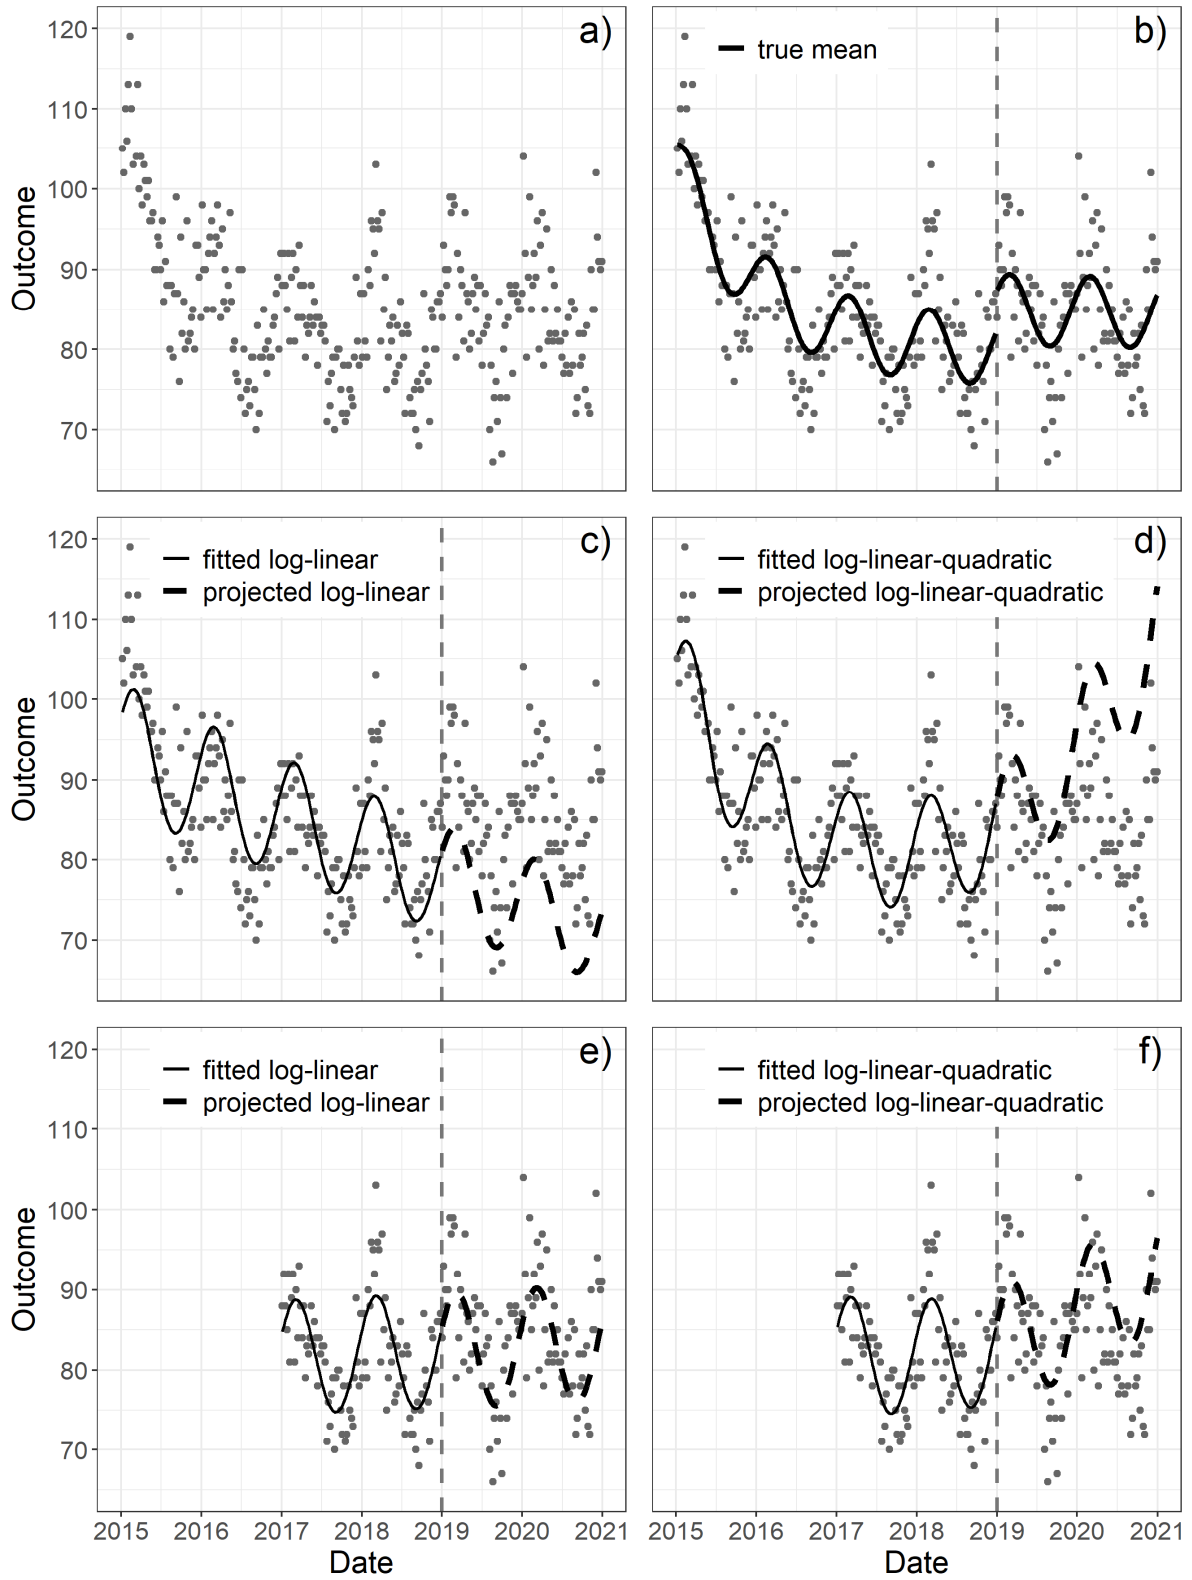 a)
b)
true mean
120
110
100
90
80
70
Outcome
c)
fitted log-linear
projected log-linear
d)
fitted log-linear-quadratic
projected log-linear-quadratic
120
110
100
90
80
70
Outcome
e)
fitted log-linear
projected log-linear
f)
fitted log-linear-quadratic
projected log-linear-quadratic
120
110
100
90
80
70
Outcome
2015 2016 2017 2018 2019 2020 2021
2015 2016 2017 2018 2019 2020 2021
Date
Date